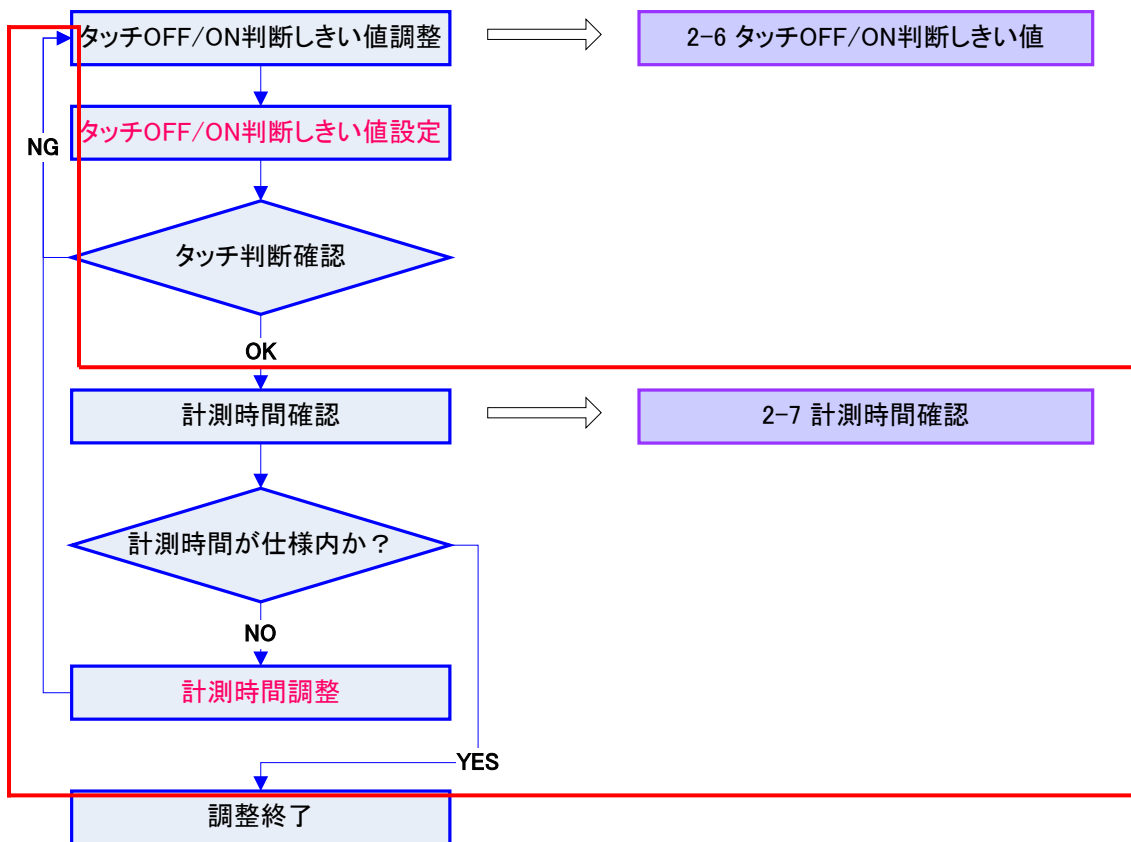 タッチOFF/ON判断しきい値調整
2-6 タッチOFF/ON判断しきい値
タッチOFF/ON判断しきい値設定
NG
タッチ判断確認
OK
計測時間確認
2-7 計測時間確認
計測時間が仕様内か？
NO
計測時間調整
YES
調整終了